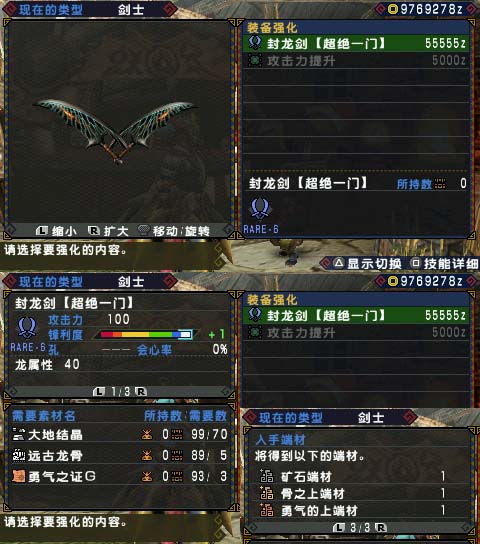 现在的类型 剑士
9769278z
装备强化
封龙剑【超绝一门】 55555z
攻击力提升 5000z
封龙剑【超绝一门】 所持数 0
RARE-6
L 缩小 R 扩大 移动/旋转
请选择要强化的内容。
△显示切换 □技能详细
现在的类型 剑士
9769278z
封龙剑【超绝一门】
攻击力 100
RARE-6
锋利度 +1
孔 --- 会心率 0%
龙属性 40
L 1/3 R
装备强化
封龙剑【超绝一门】 55555z
攻击力提升 5000z
需要素材名 所持数/需要数
大地结晶 0 99/70
远古龙骨 0 89/ 5
勇气之证G 0 93/ 3
请选择要强化的内容。
现在的类型 剑士
入手端材
将得到以下的端材。
矿石端材 1
骨之上端材 1
勇气的上端材 1
L 3/3 R